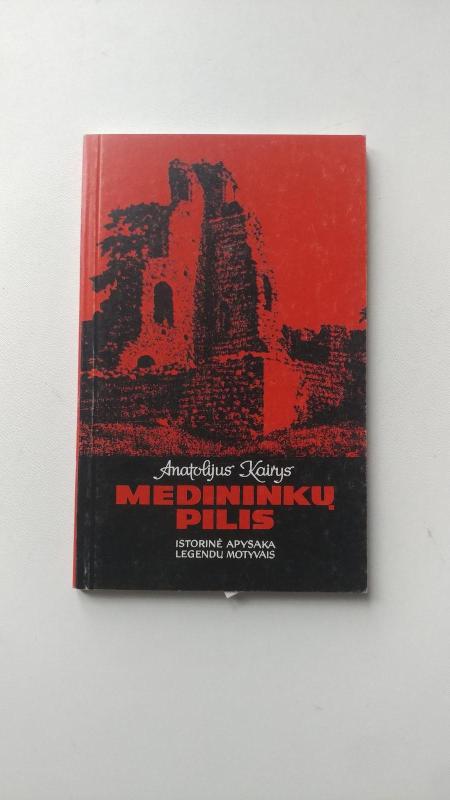 Anatolijus Kairys
MEDININKŲ
PILIS
ISTORINĖ APYSAKA
LEGENDŲ MOTYVAIS